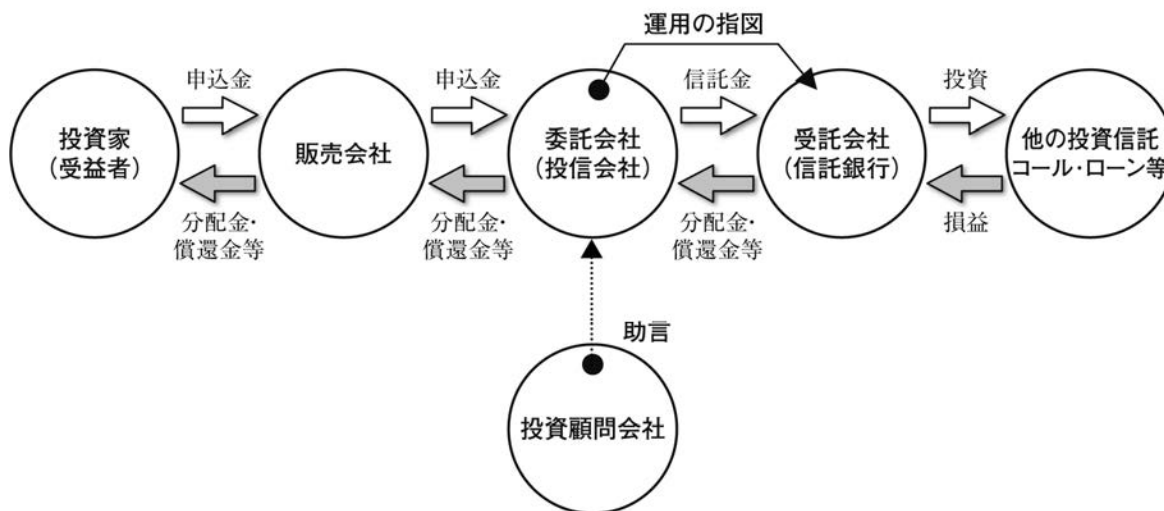 運用の指図
申込金
申込金
信託金
投資
投資家
(受益者)
販売会社
委託会社
(投信会社)
受託会社
(信託銀行)
他の投資信託
コール・ローン等
分配金・
償還金等
分配金・
償還金等
分配金・
償還金等
損益
助言
投資顧問会社